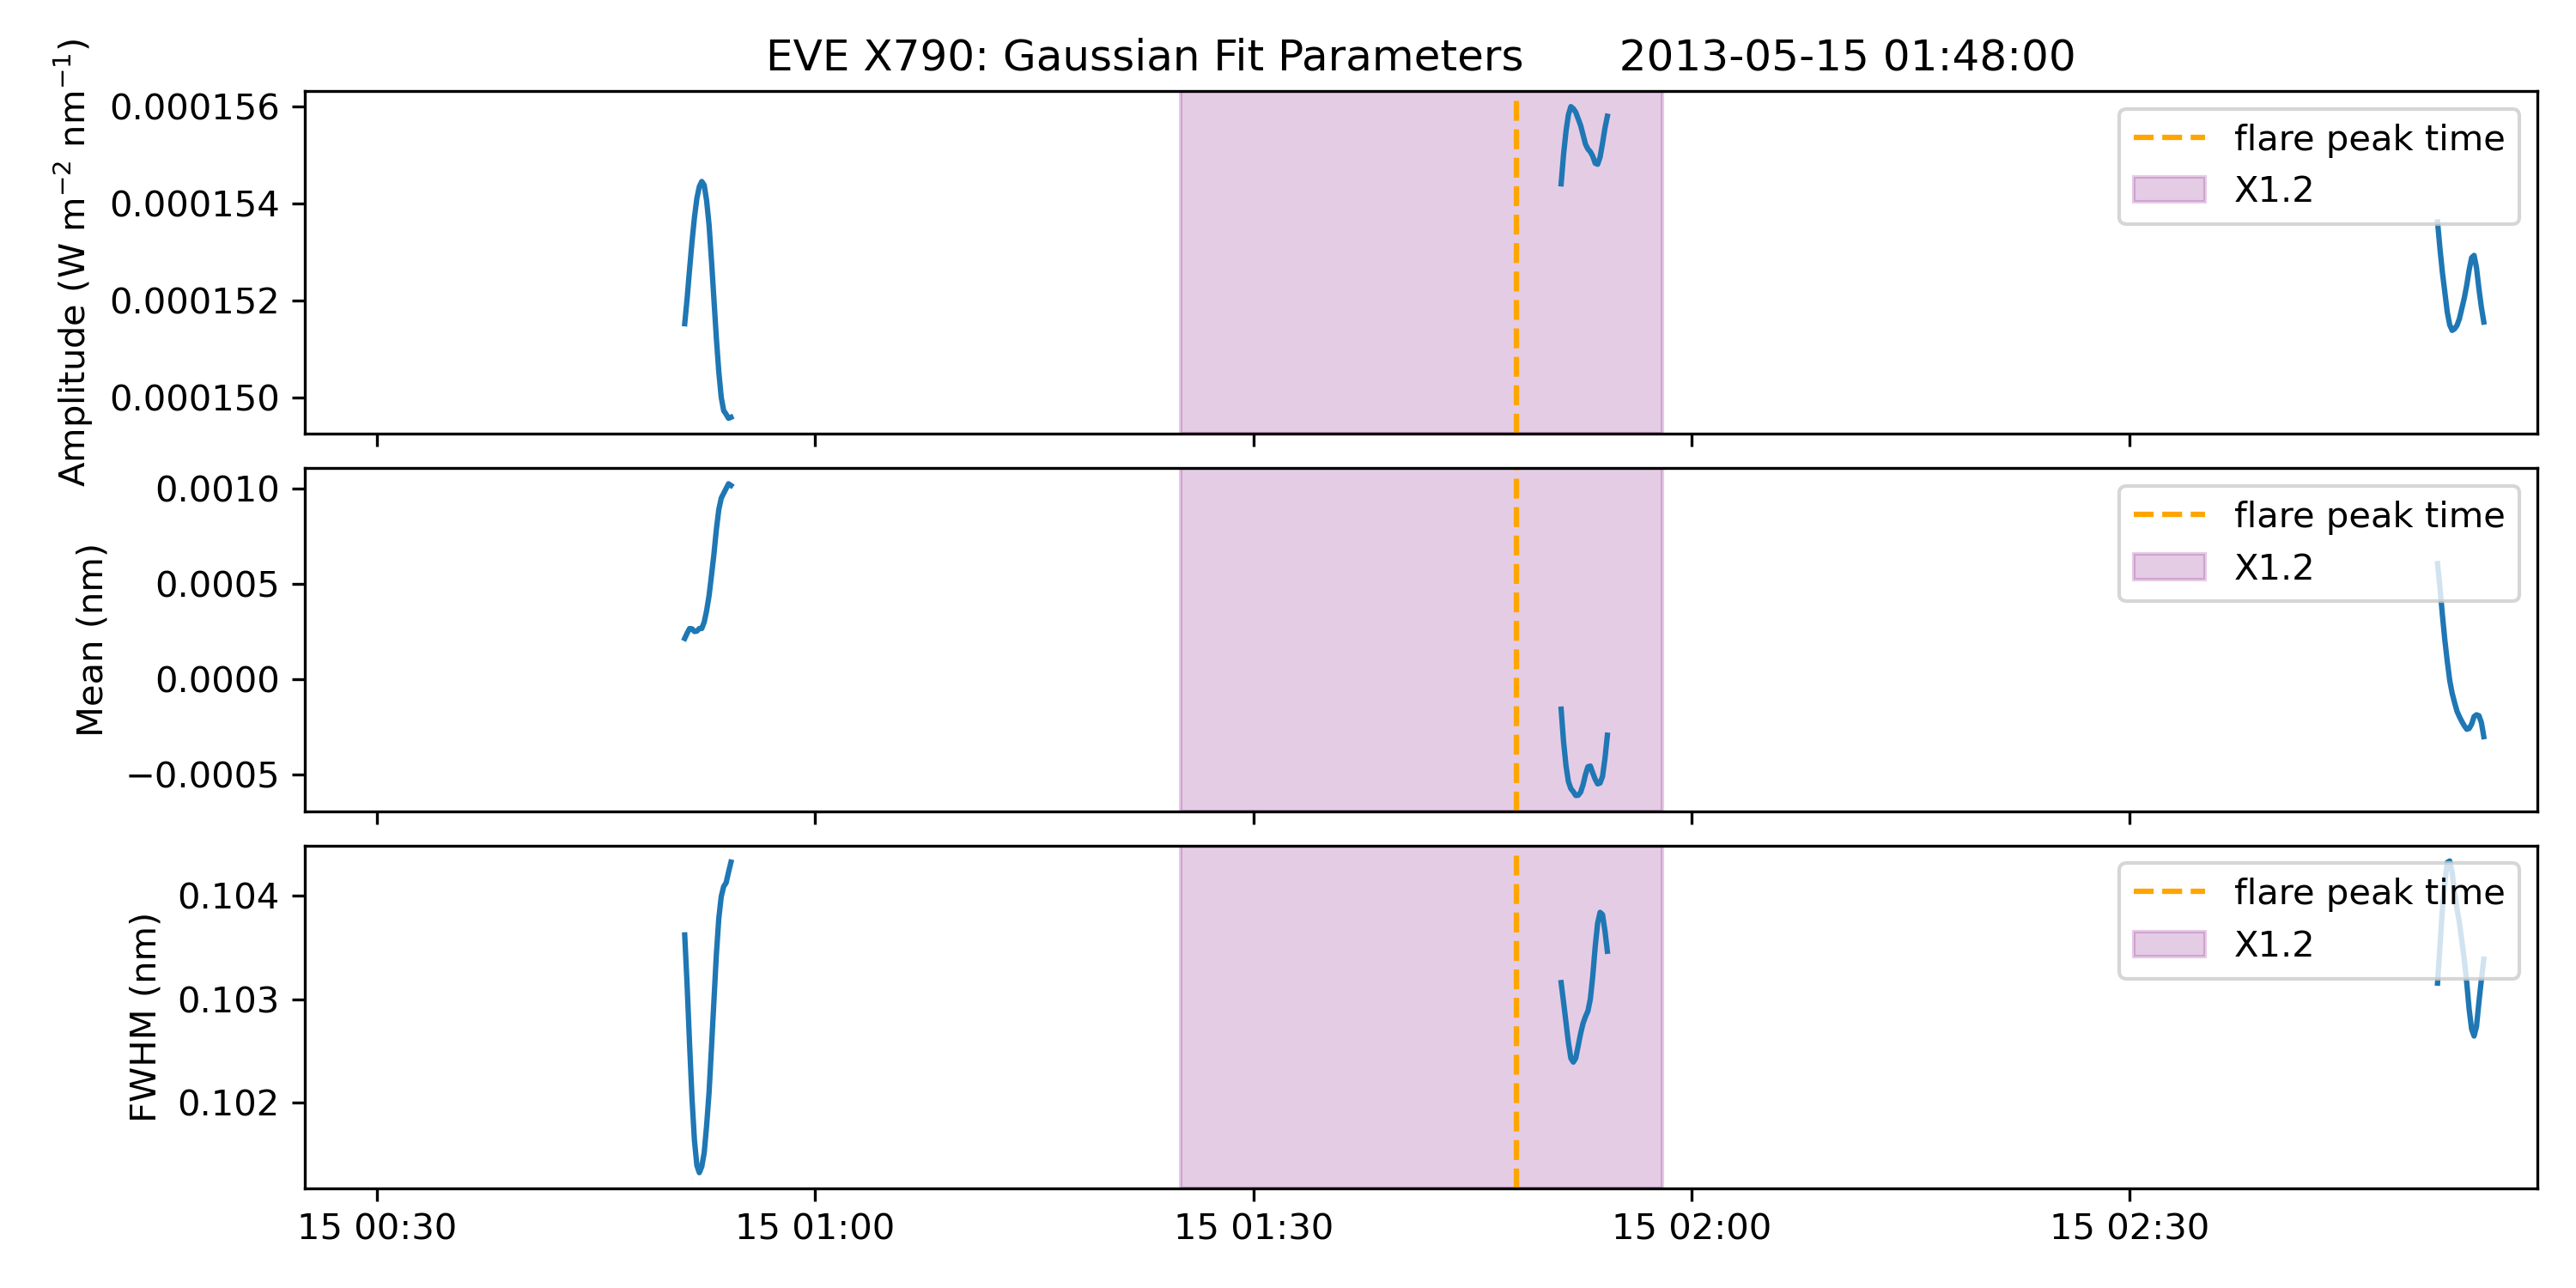 EVE X790: Gaussian Fit Parameters 2013-05-15 01:48:00
Amplitude (W m⁻² nm⁻¹)
0.000156
0.000154
0.000152
0.000150
flare peak time
X1.2
Mean (nm)
0.0010
0.0005
0.0000
−0.0005
flare peak time
X1.2
FWHM (nm)
0.104
0.103
0.102
flare peak time
X1.2
15 00:30 15 01:00 15 01:30 15 02:00 15 02:30